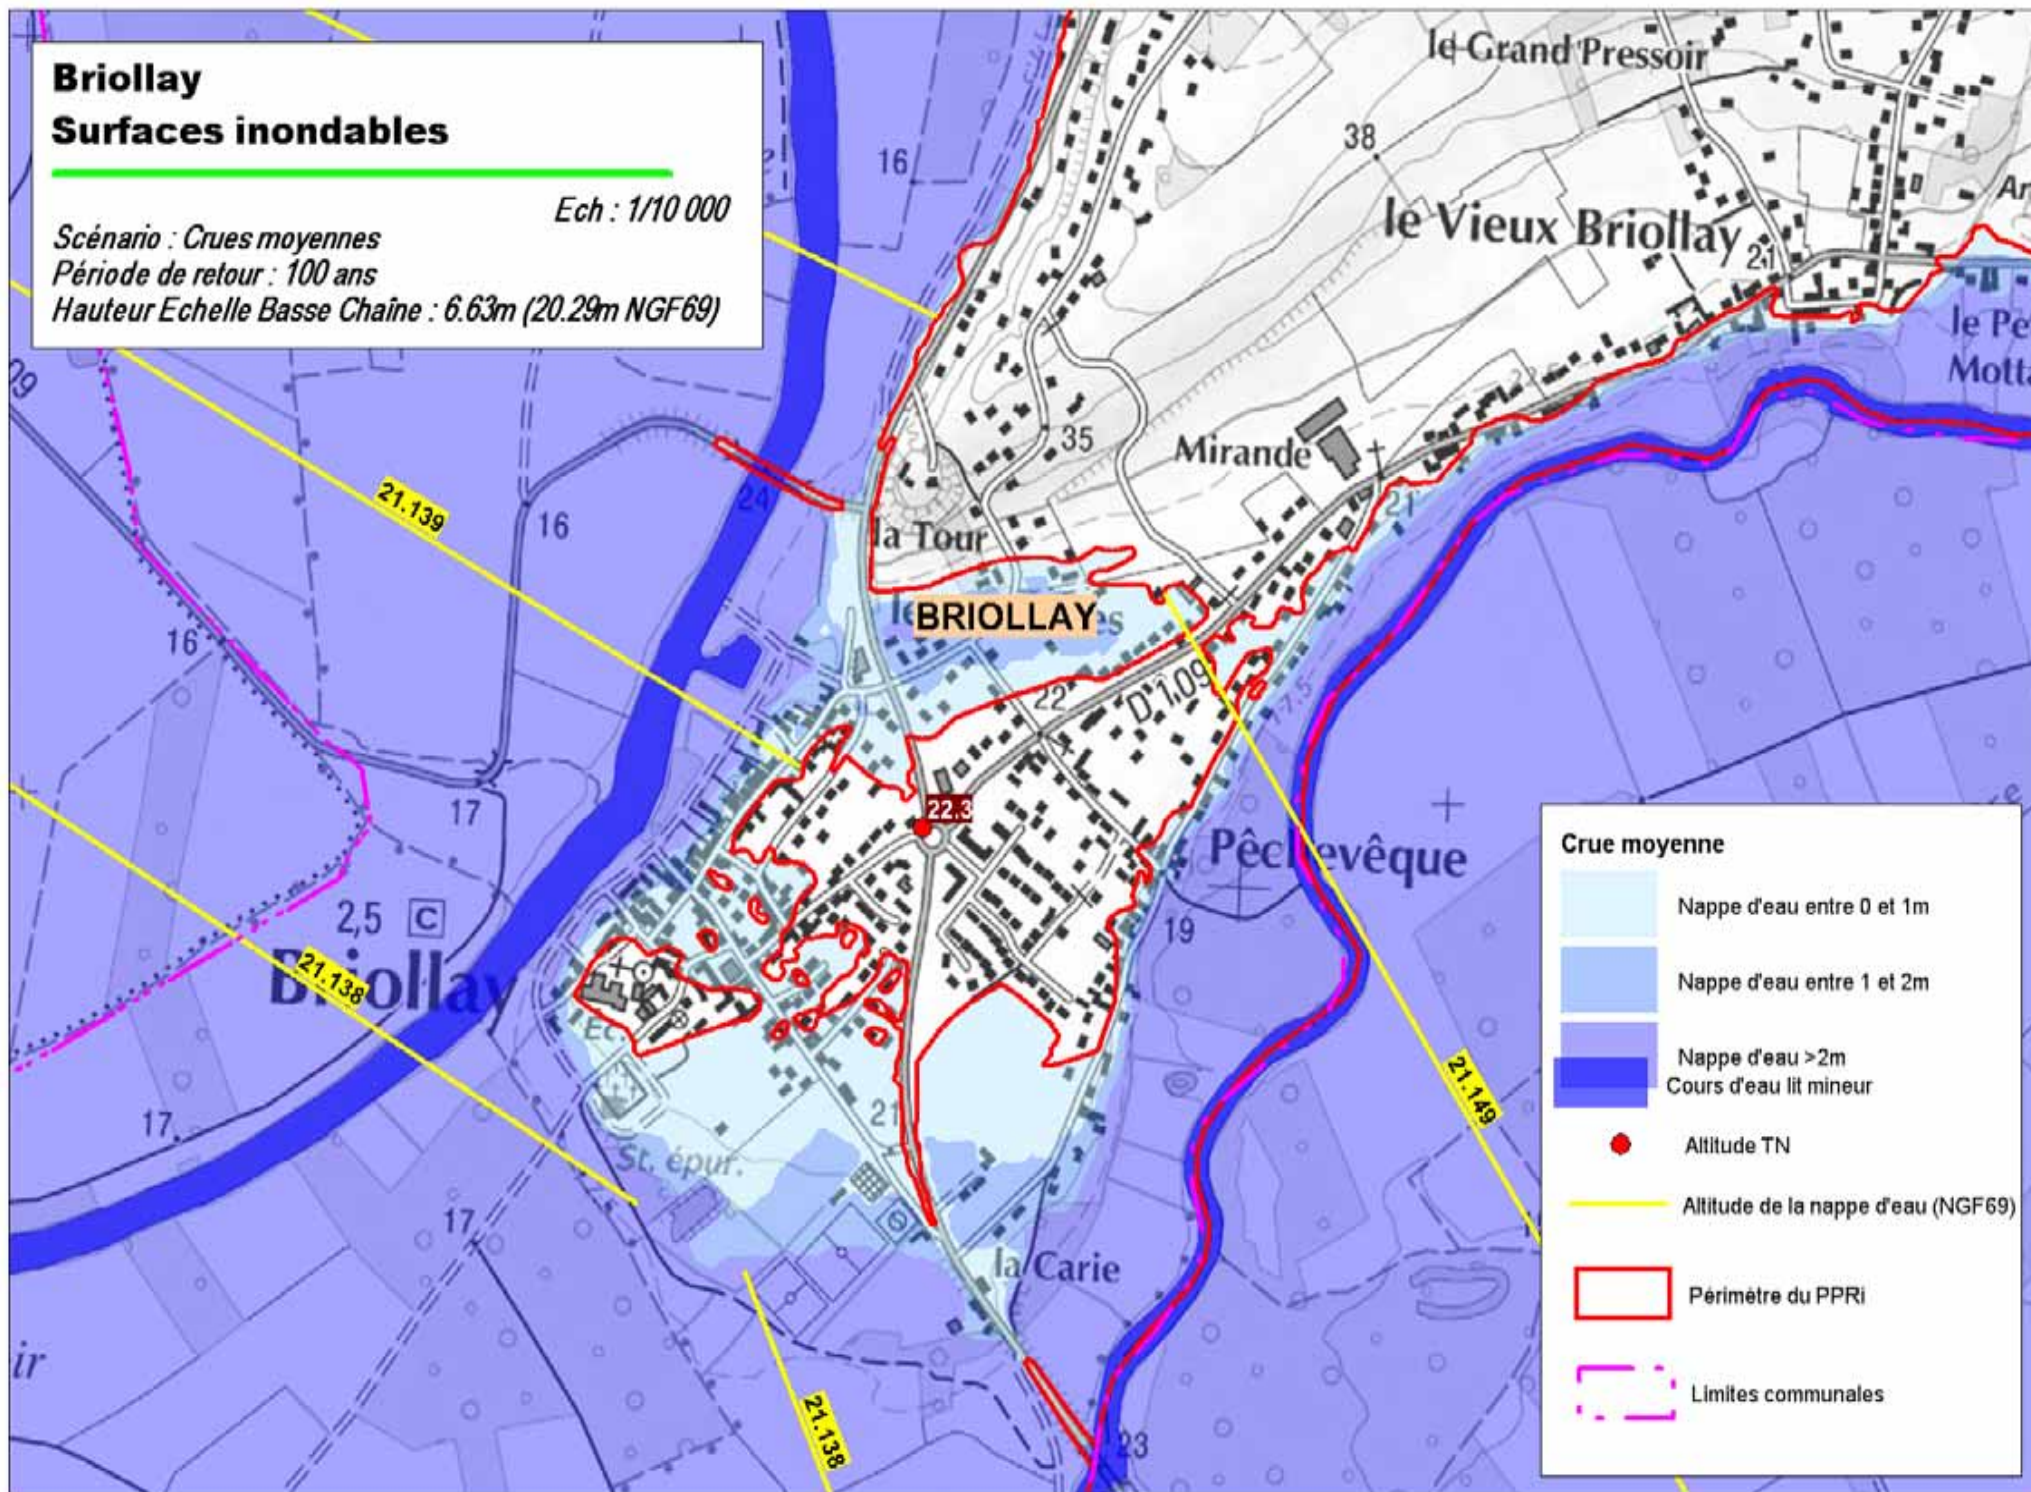 Briollay
Surfaces inondables
Ech : 1/10 000
Scénario : Crues moyennes
Période de retour : 100 ans
Hauteur Echelle Basse Chaîne : 6.63m (20.29m NGF69)
le Grand Pressoir
16
38
le Vieux Briollay
21
09
35
Mirande
21
21.139
24
16
la Tour
BRIOLLAY
16
22
D 109
17
22.3
Pêchevêque
2,5
C
19
21.138
Briollay
Ec.
21.149
17
21
St. épur.
17
la Carie
21.138
23
Crue moyenne
Nappe d'eau entre 0 et 1m
Nappe d'eau entre 1 et 2m
Nappe d'eau >2m
Cours d'eau lit mineur
Altitude TN
Altitude de la nappe d'eau (NGF69)
Périmètre du PPRi
Limites communales